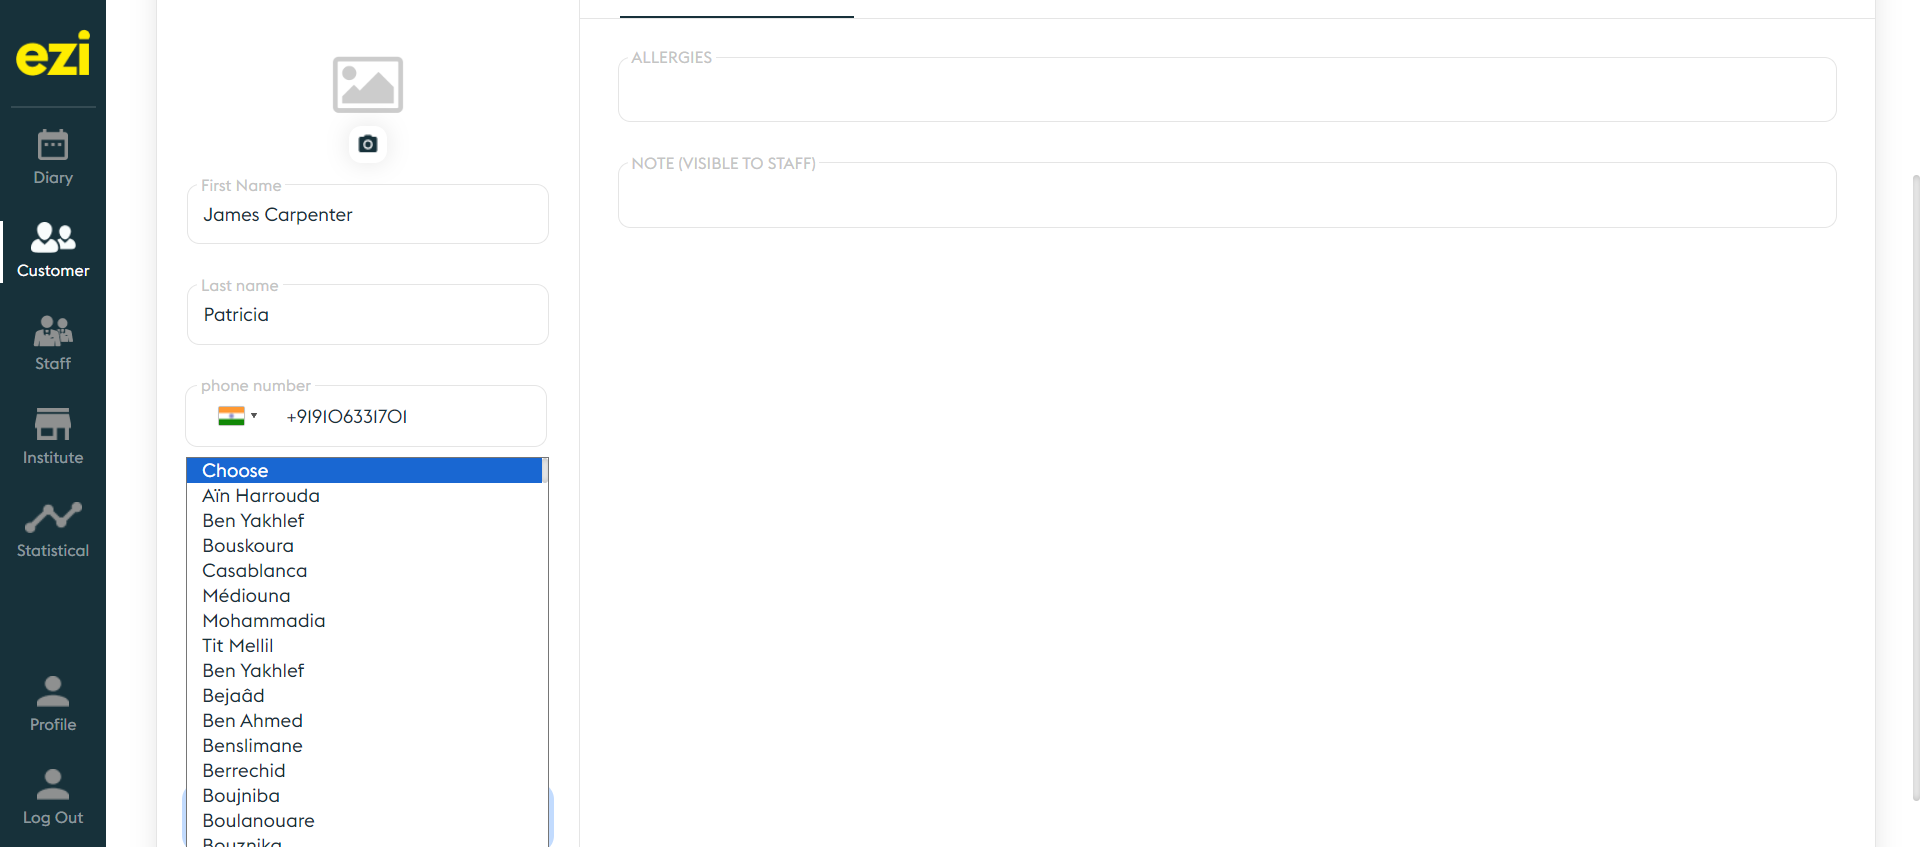 ezi
Diary
Customer
Staff
Institute
Statistical
Profile
Log Out
First Name
James Carpenter
Last name
Patricia
phone number
+919106331701
Choose
Aïn Harrouda
Ben Yakhlef
Bouskoura
Casablanca
Médiouna
Mohammadia
Tit Mellil
Ben Yakhlef
Bejaâd
Ben Ahmed
Benslimane
Berrechid
Boujniba
Boulanouare
Bouznika
ALLERGIES
NOTE (VISIBLE TO STAFF)